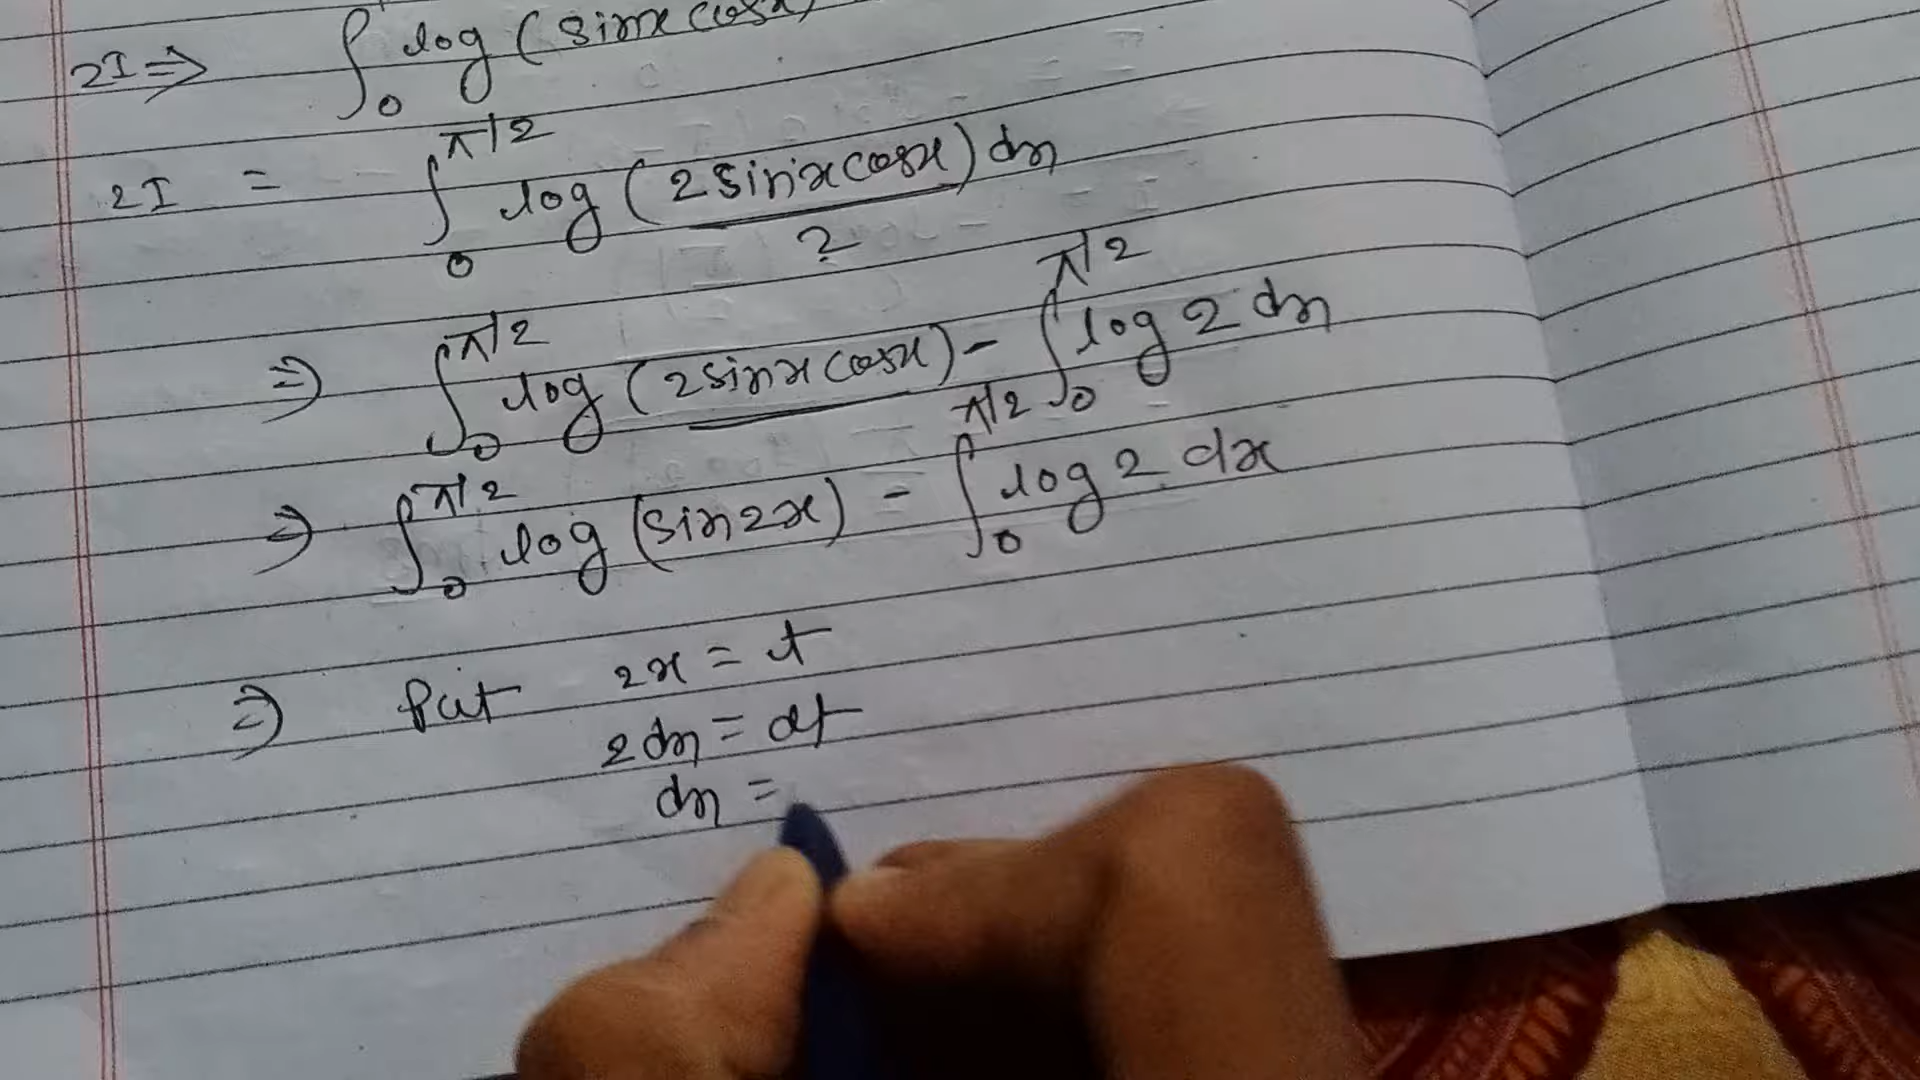 2I ⇒ ∫₀ log (sinx cosx)
2I = ∫₀^π/2 log (2sinx cosx) dx / 2
⇒ ∫₀^π/2 log (2sinx cosx) - ∫₀^π/2 log 2 dx
⇒ ∫₀^π/2 log (sin2x) - ∫₀^π/2 log 2 dx
⇒ Put 2x = t
2dx = dt
dx =